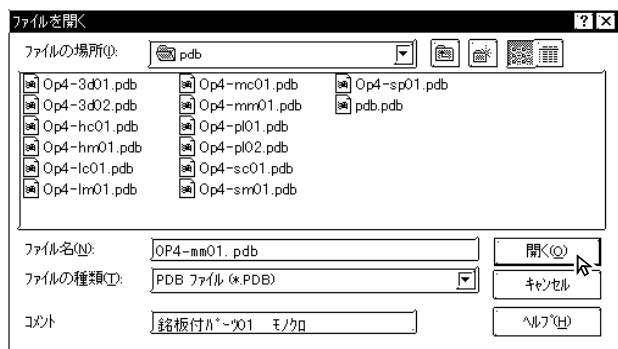 ファイルを開く
ファイルの場所(I): pdb
Op4-3d01.pdb Op4-mc01.pdb Op4-sp01.pdb
Op4-3d02.pdb Op4-mm01.pdb pdb.pdb
Op4-hc01.pdb Op4-pl01.pdb
Op4-hm01.pdb Op4-pl02.pdb
Op4-lc01.pdb Op4-sc01.pdb
Op4-lm01.pdb Op4-sm01.pdb
ファイル名(N): OP4-mm01.pdb 開く(O)
ファイルの種類(T): PDB ファイル (*.PDB) キャンセル
コメント 銘板付パーツ01 モノクロ ヘルプ(H)